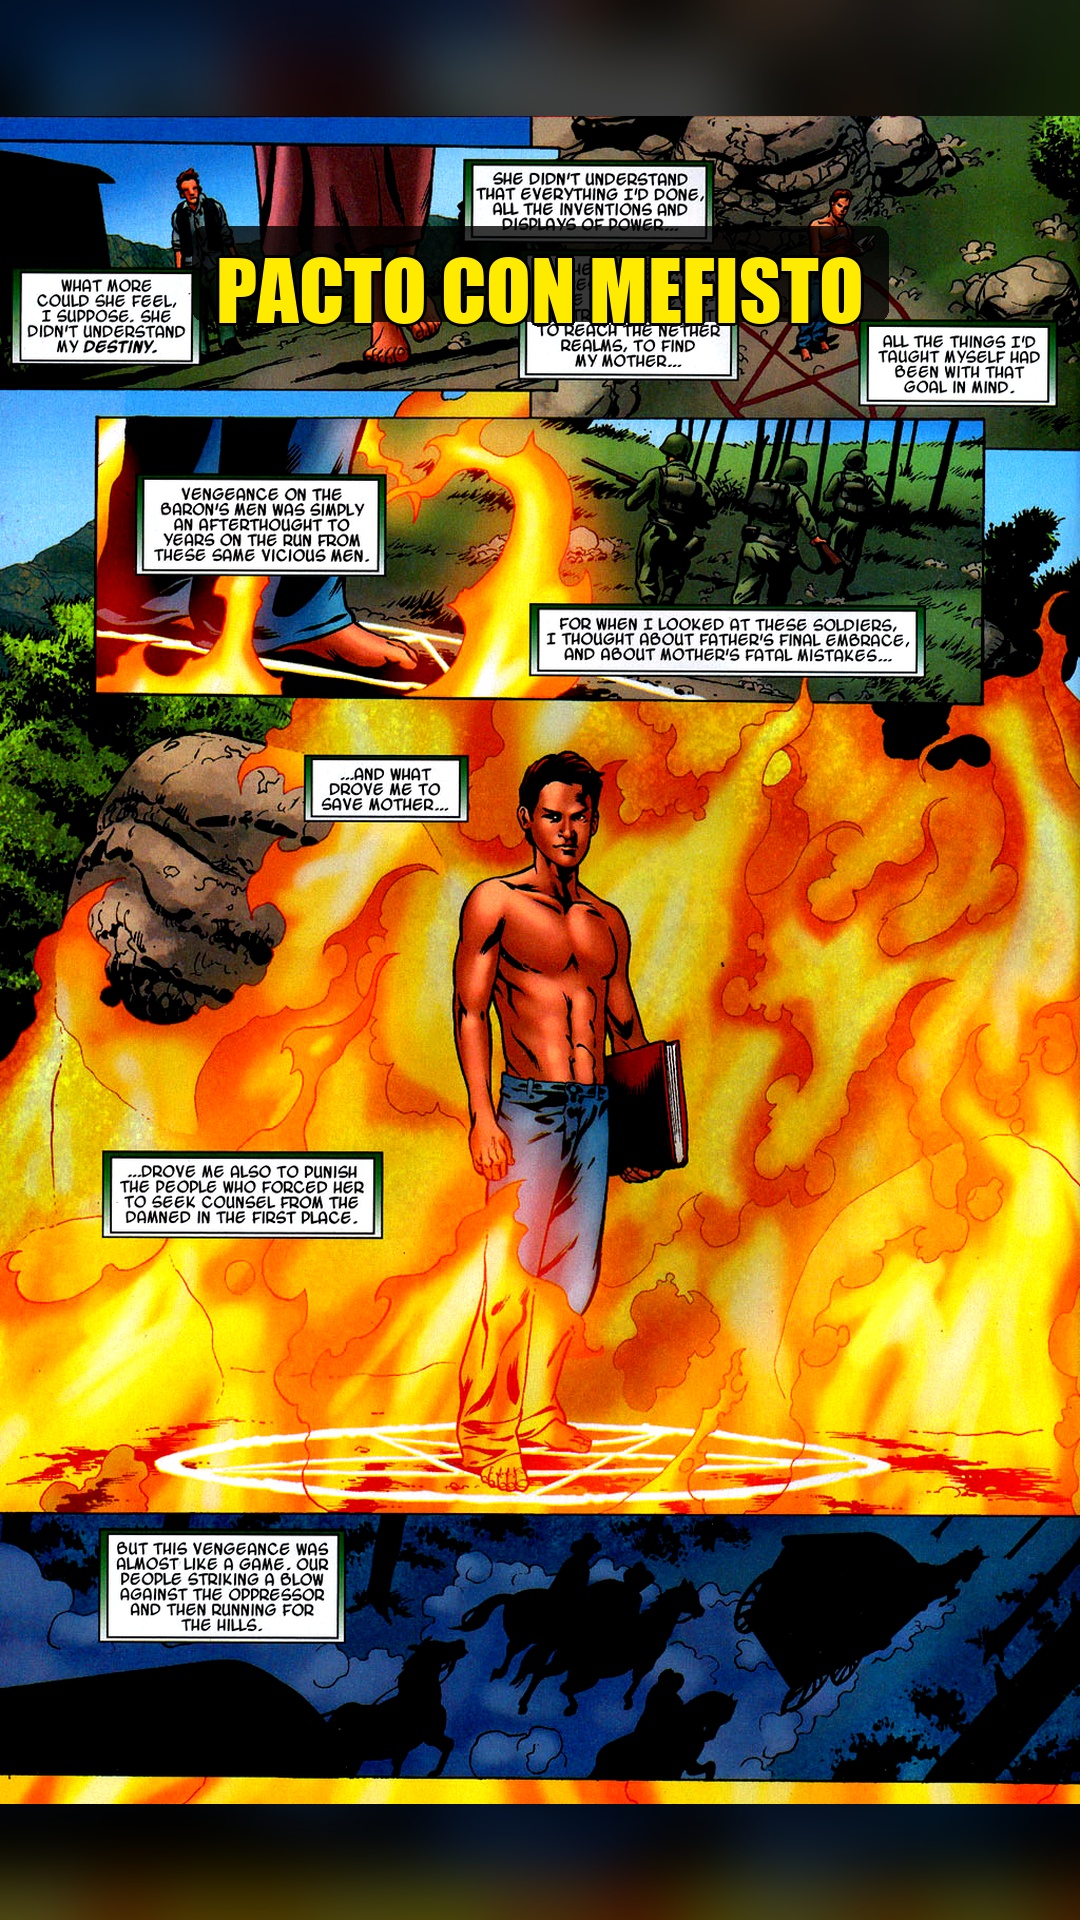 SHE DIDN'T UNDERSTAND
THAT EVERYTHING I'D DONE,
ALL THE INVENTIONS AND
DISPLAYS OF POWER...
PACTO CON MEFISTO
WHAT MORE
COULD SHE FEEL,
I SUPPOSE. SHE
DIDN'T UNDERSTAND
MY DESTINY.
TO REACH THE NETHER
REALMS, TO FIND
MY MOTHER...
ALL THE THINGS I'D
TAUGHT MYSELF HAD
BEEN WITH THAT
GOAL IN MIND.
VENGEANCE ON THE
BARON'S MEN WAS SIMPLY
AN AFTERTHOUGHT TO
YEARS ON THE RUN FROM
THESE SAME VICIOUS MEN.
FOR WHEN I LOOKED AT THESE SOLDIERS,
I THOUGHT ABOUT FATHER'S FINAL EMBRACE,
AND ABOUT MOTHER'S FATAL MISTAKES...
...AND WHAT
DROVE ME TO
SAVE MOTHER...
...DROVE ME ALSO TO PUNISH
THE PEOPLE WHO FORCED HER
TO SEEK COUNSEL FROM THE
DAMNED IN THE FIRST PLACE.
BUT THIS VENGEANCE WAS
ALMOST LIKE A GAME. OUR
PEOPLE STRIKING A BLOW
AGAINST THE OPPRESSOR
AND THEN RUNNING FOR
THE HILLS.